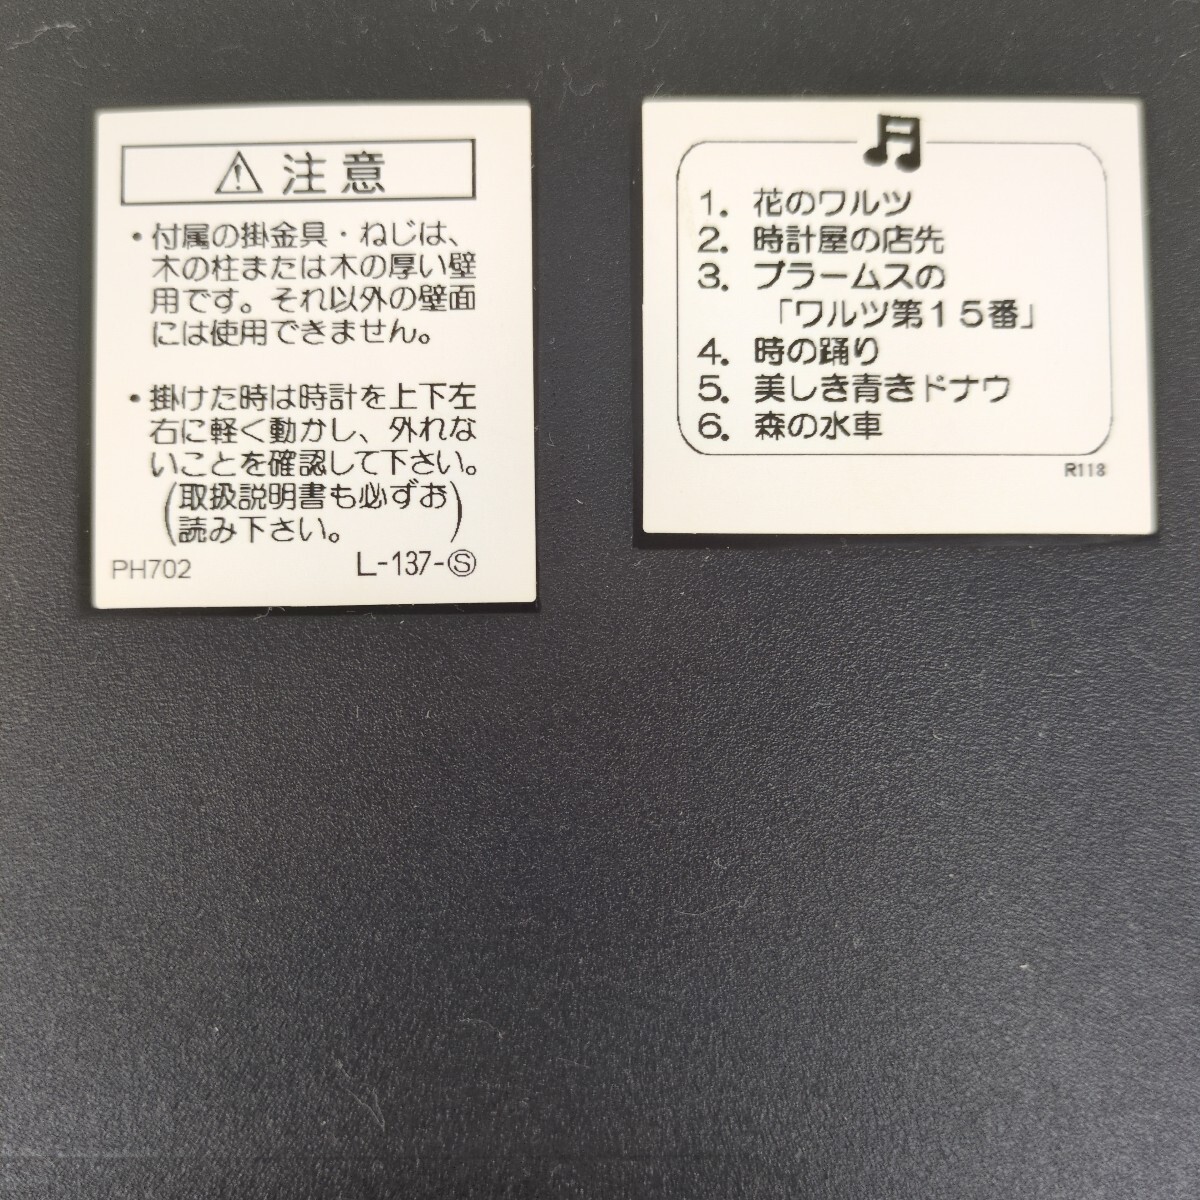 ⚠注意
・付属の掛金具・ねじは、
木の柱または木の厚い壁
用です。それ以外の壁面
には使用できません。
・掛けた時は時計を上下左
右に軽く動かし、外れな
いことを確認して下さい。
(取扱説明書も必ずお
読み下さい。)
PH702 L-137-Ⓢ
1. 花のワルツ
2. 時計屋の店先
3. ブラームスの
「ワルツ第15番」
4. 時の踊り
5. 美しき青きドナウ
6. 森の水車
R118